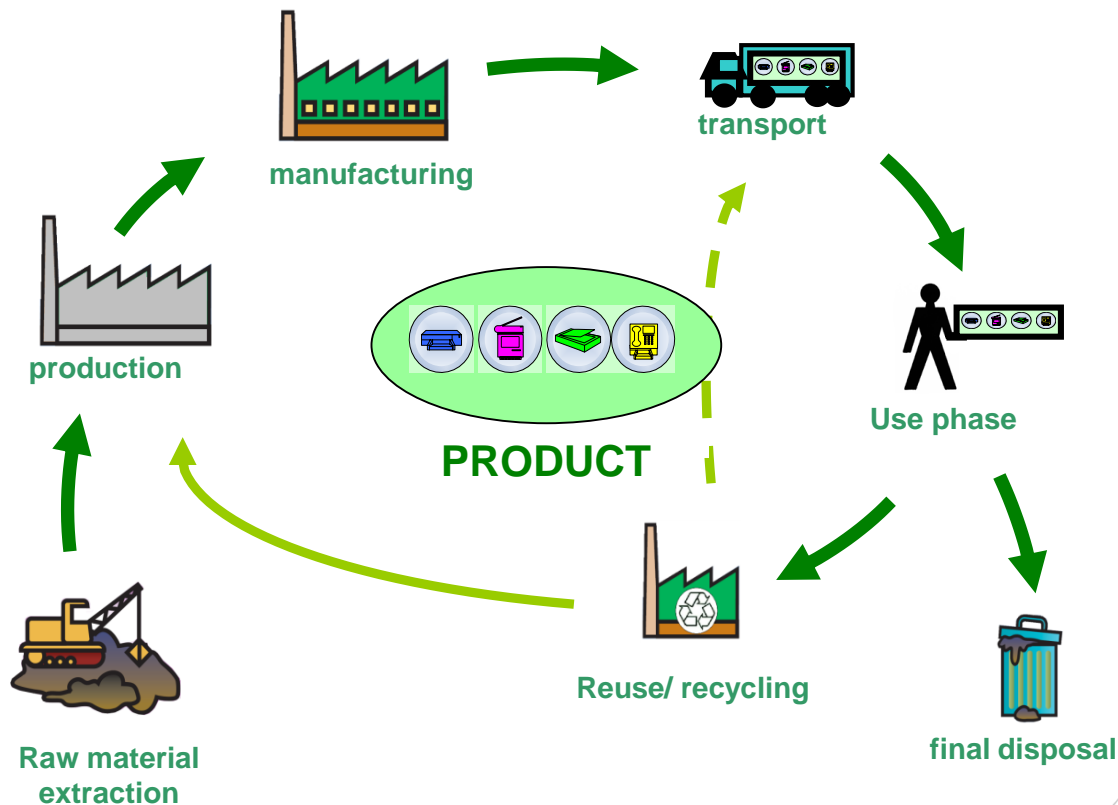 manufacturing
transport
production
Use phase
PRODUCT
Reuse/ recycling
final disposal
Raw material
extraction